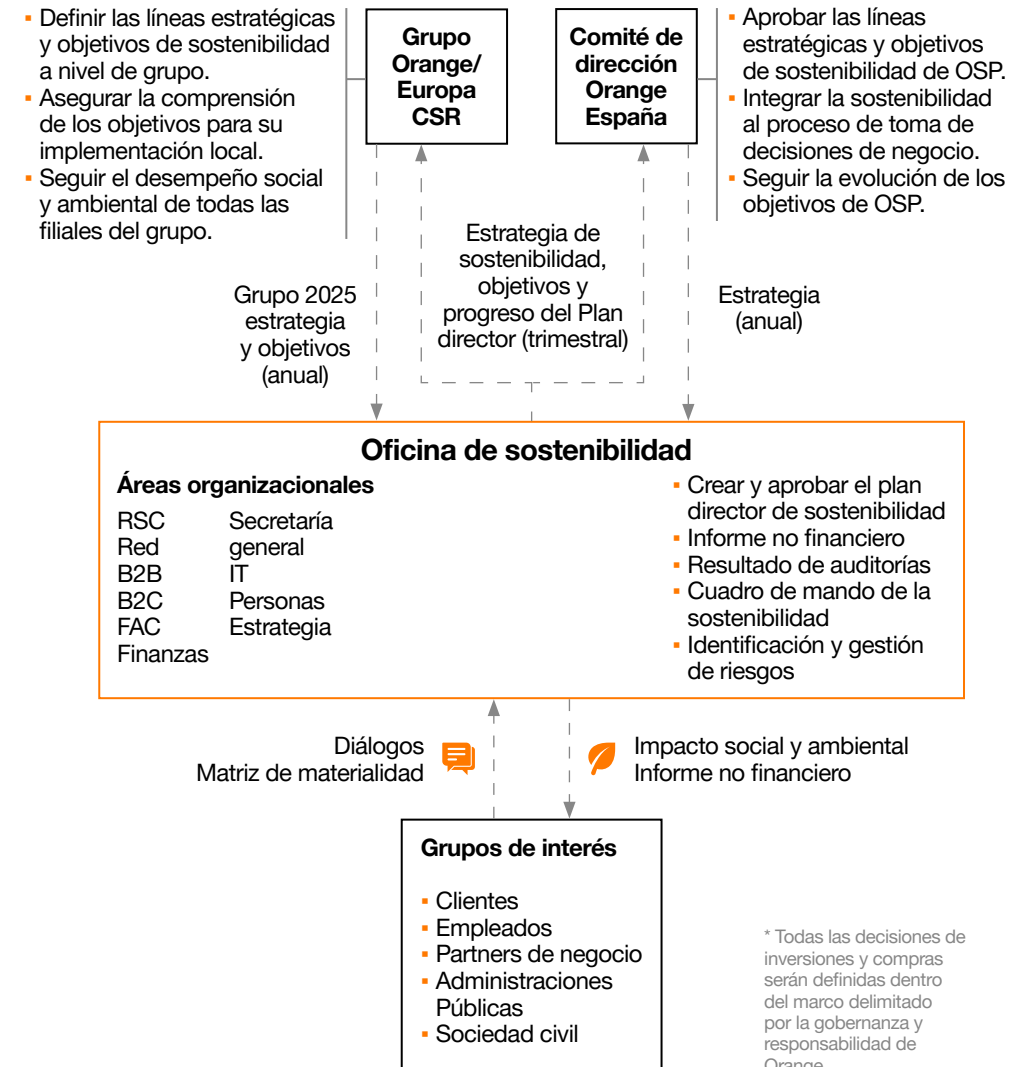 ▪ Definir las líneas estratégicas
y objetivos de sostenibilidad
a nivel de grupo.
▪ Asegurar la comprensión
de los objetivos para su
implementación local.
▪ Seguir el desempeño social
y ambiental de todas las
filiales del grupo.
Grupo
Orange/
Europa
CSR
Comité de
dirección
Orange
España
▪ Aprobar las líneas
estratégicas y objetivos
de sostenibilidad de OSP.
▪ Integrar la sostenibilidad
al proceso de toma de
decisiones de negocio.
▪ Seguir la evolución de los
objetivos de OSP.
Grupo 2025
estrategia
y objetivos
(anual)
Estrategia de
sostenibilidad,
objetivos y
progreso del Plan
director (trimestral)
Estrategia
(anual)
Oficina de sostenibilidad
Áreas organizacionales
RSC
Red
B2B
B2C
FAC
Finanzas
Secretaría
general
IT
Personas
Estrategia
▪ Crear y aprobar el plan
director de sostenibilidad
▪ Informe no financiero
▪ Resultado de auditorías
▪ Cuadro de mando de la
sostenibilidad
▪ Identificación y gestión
de riesgos
Diálogos
Matriz de materialidad
Impacto social y ambiental
Informe no financiero
Grupos de interés
▪ Clientes
▪ Empleados
▪ Partners de negocio
▪ Administraciones
Públicas
▪ Sociedad civil
* Todas las decisiones de
inversiones y compras
serán definidas dentro
del marco delimitado
por la gobernanza y
responsabilidad de
Orange